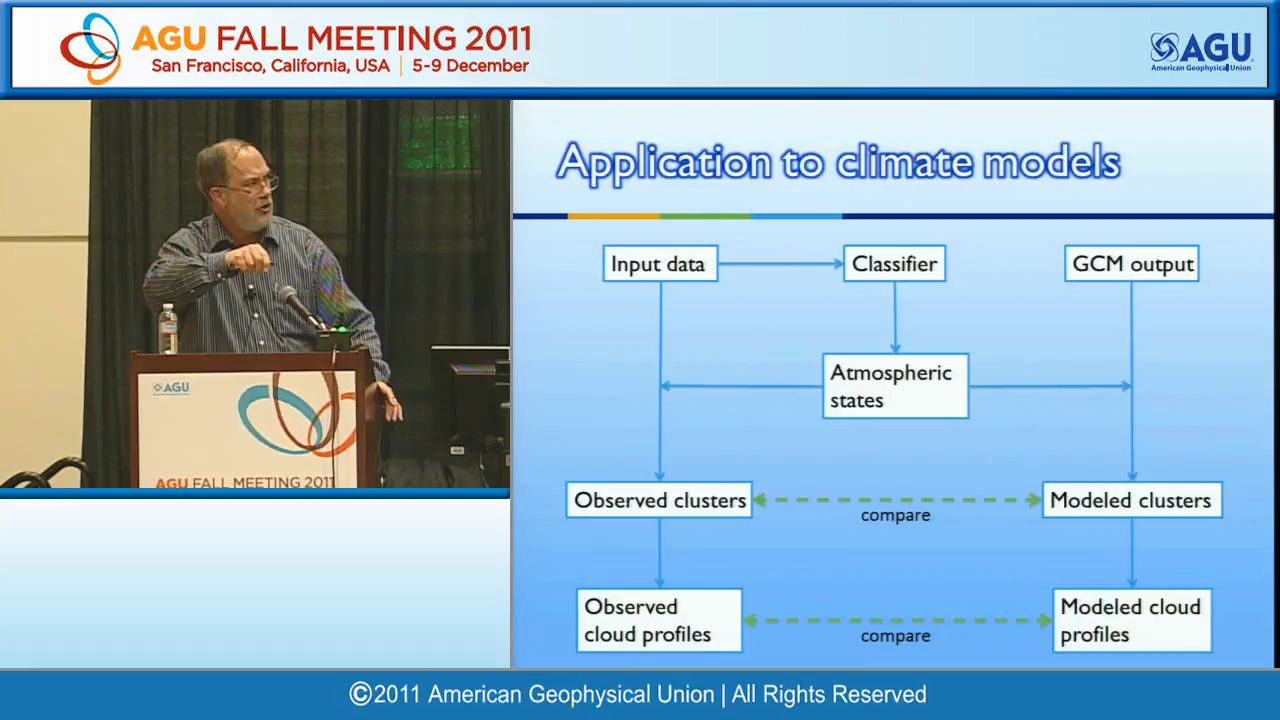 AGU FALL MEETING 2011
San Francisco, California, USA | 5-9 December
AGU
American Geophysical Union
Application to climate models
Input data
Classifier
GCM output
Atmospheric
states
Observed clusters
compare
Modeled clusters
Observed
cloud profiles
compare
Modeled cloud
profiles
AGU
AGU FALL MEETING 2011
©2011 American Geophysical Union | All Rights Reserved